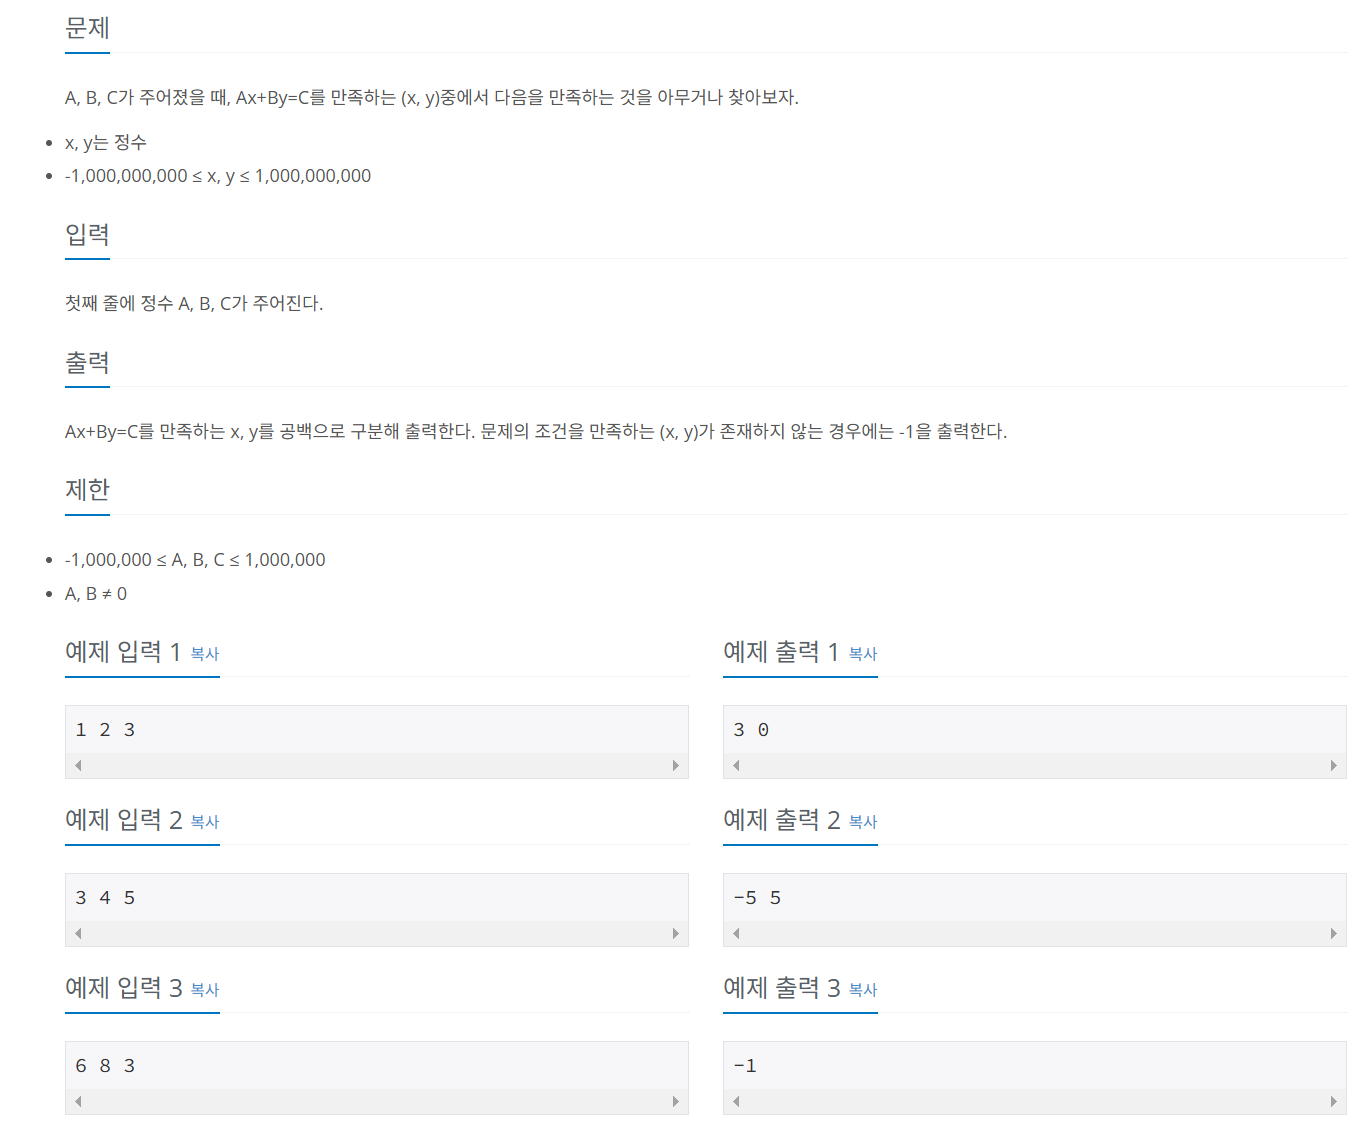 문제
A, B, C가 주어졌을 때, Ax+By=C를 만족하는 (x, y)중에서 다음을 만족하는 것을 아무거나 찾아보자.
x, y는 정수
-1,000,000,000 ≤ x, y ≤ 1,000,000,000
입력
첫째 줄에 정수 A, B, C가 주어진다.
출력
Ax+By=C를 만족하는 x, y를 공백으로 구분해 출력한다. 문제의 조건을 만족하는 (x, y)가 존재하지 않는 경우에는 -1을 출력한다.
제한
-1,000,000 ≤ A, B, C ≤ 1,000,000
A, B ≠ 0
예제 입력 1 복사
1 2 3
예제 출력 1 복사
3 0
예제 입력 2 복사
3 4 5
예제 출력 2 복사
-5 5
예제 입력 3 복사
6 8 3
예제 출력 3 복사
-1